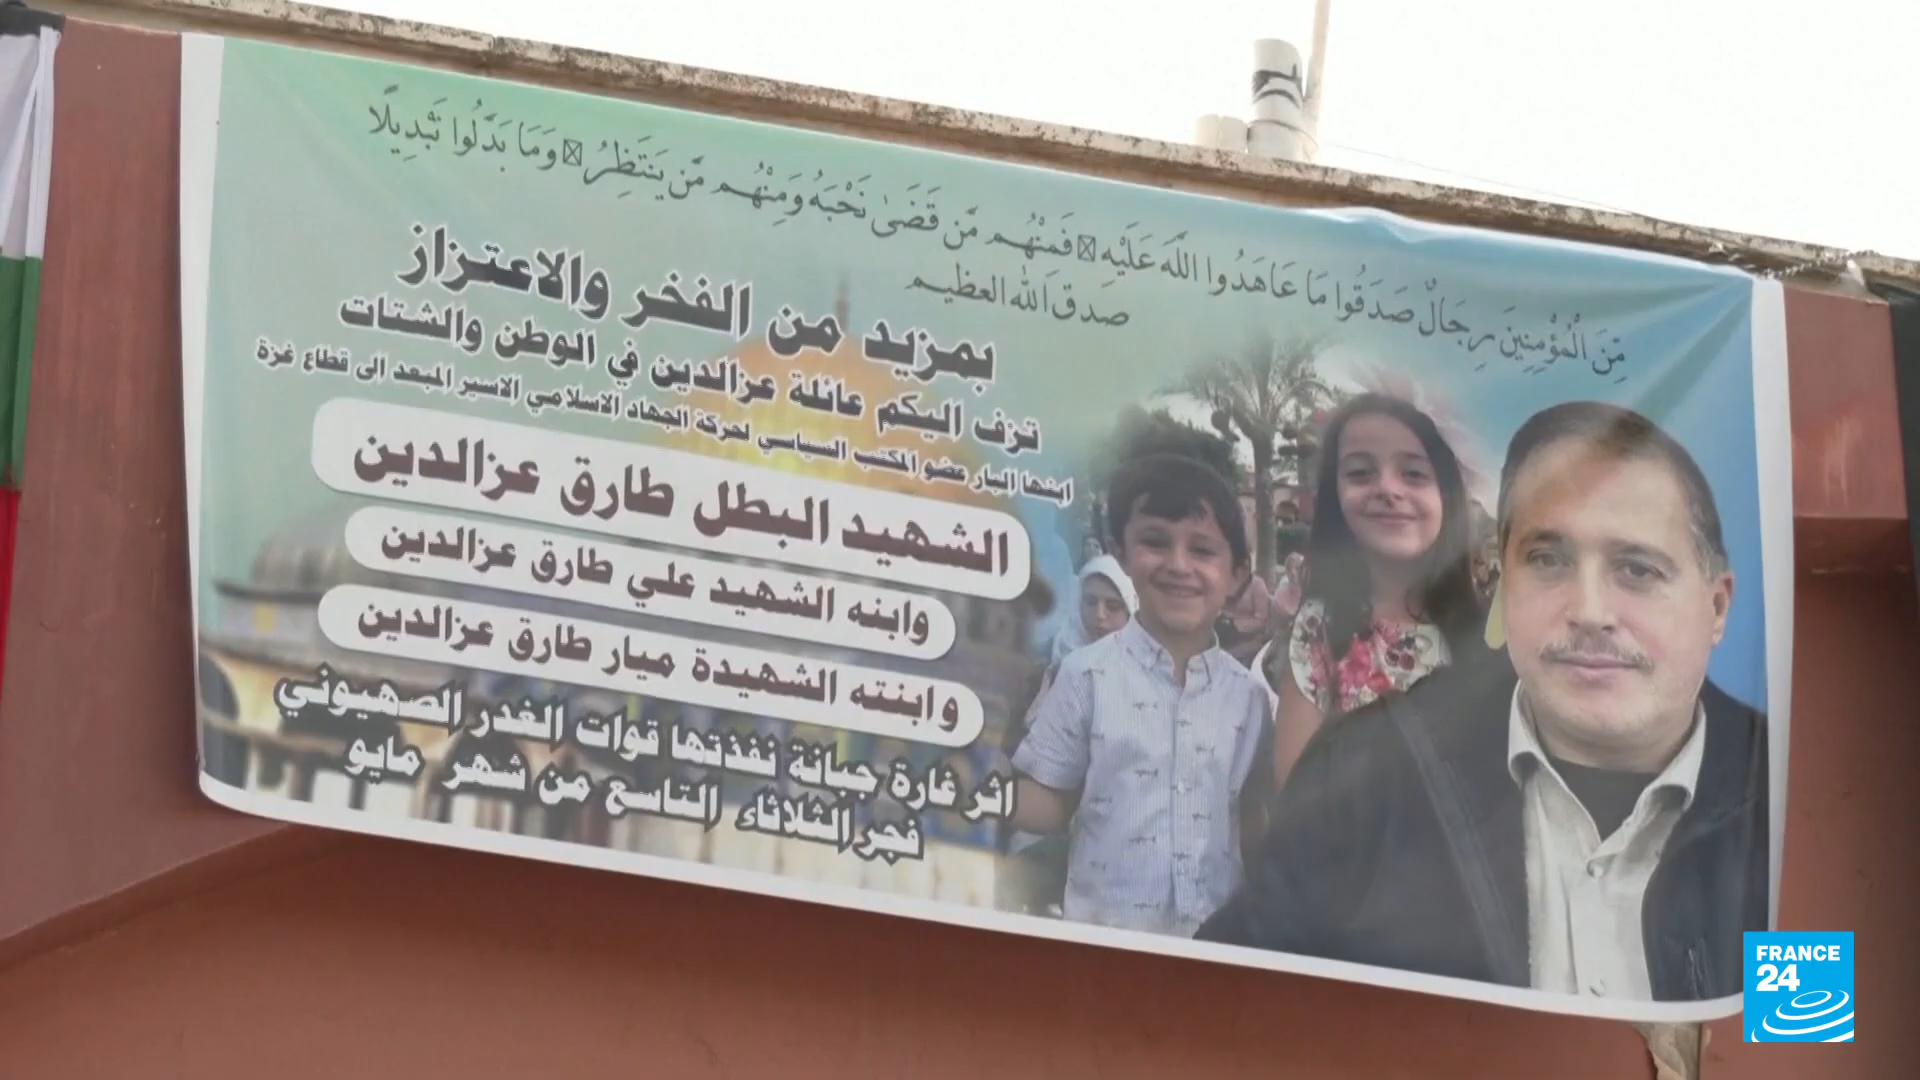 مِّنَ الْمُؤْمِنِينَ رِجَالٌ صَدَقُوا مَا عَاهَدُوا اللَّهَ عَلَيْهِ فَمِنْهُم مَّن قَضَىٰ نَحْبَهُ وَمِنْهُم مَّن يَنتَظِرُ وَمَا بَدَّلُوا تَبْدِيلًا
صدق الله العظيم
بمزيد من الفخر والاعتزاز
تزف اليكم عائلة عزالدين في الوطن والشتات
ابنها البار عضو المكتب السياسي لحركة الجهاد الاسلامي الاسير المبعد الى قطاع غزة
الشهيد البطل طارق عزالدين
وابنه الشهيد علي طارق عزالدين
وابنته الشهيدة ميار طارق عزالدين
اثر غارة جبانة نفذتها قوات الغدر الصهيوني
فجر الثلاثاء التاسع من شهر مايو
FRANCE
24